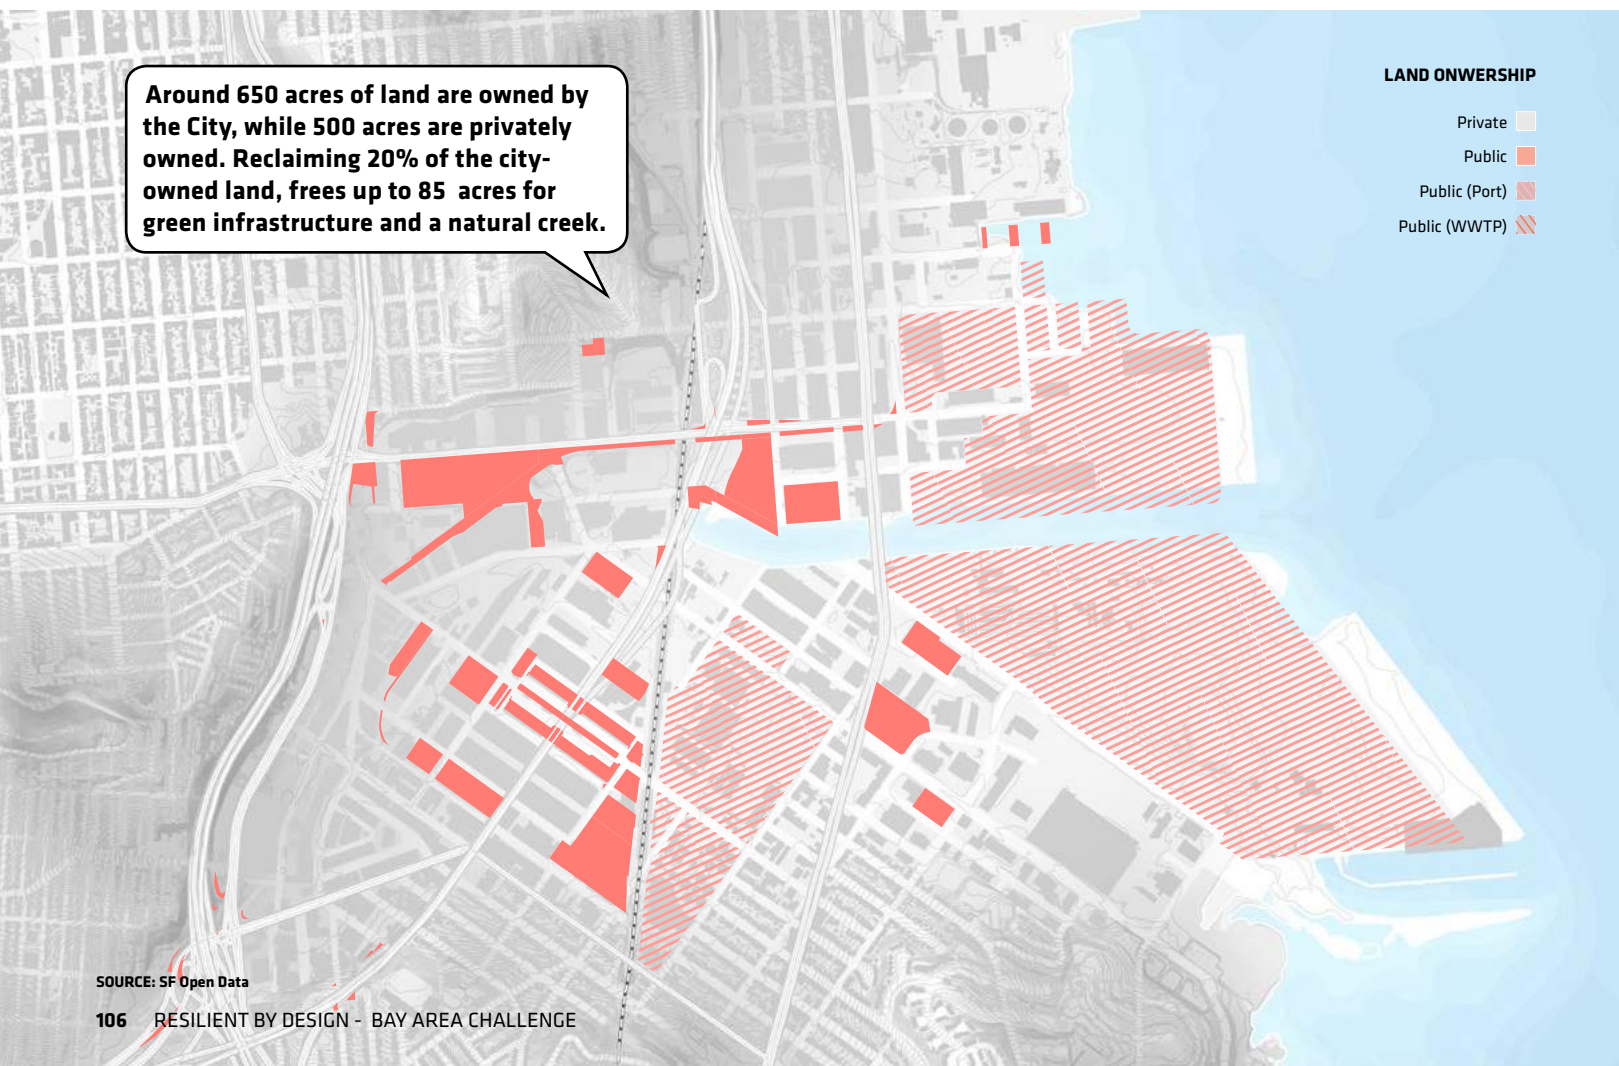 Around 650 acres of land are owned by
the City, while 500 acres are privately
owned. Reclaiming 20% of the city-
owned land, frees up to 85 acres for
green infrastructure and a natural creek.
LAND ONWERSHIP
Private
Public
Public (Port)
Public (WWTP)
SOURCE: SF Open Data
106 RESILIENT BY DESIGN - BAY AREA CHALLENGE